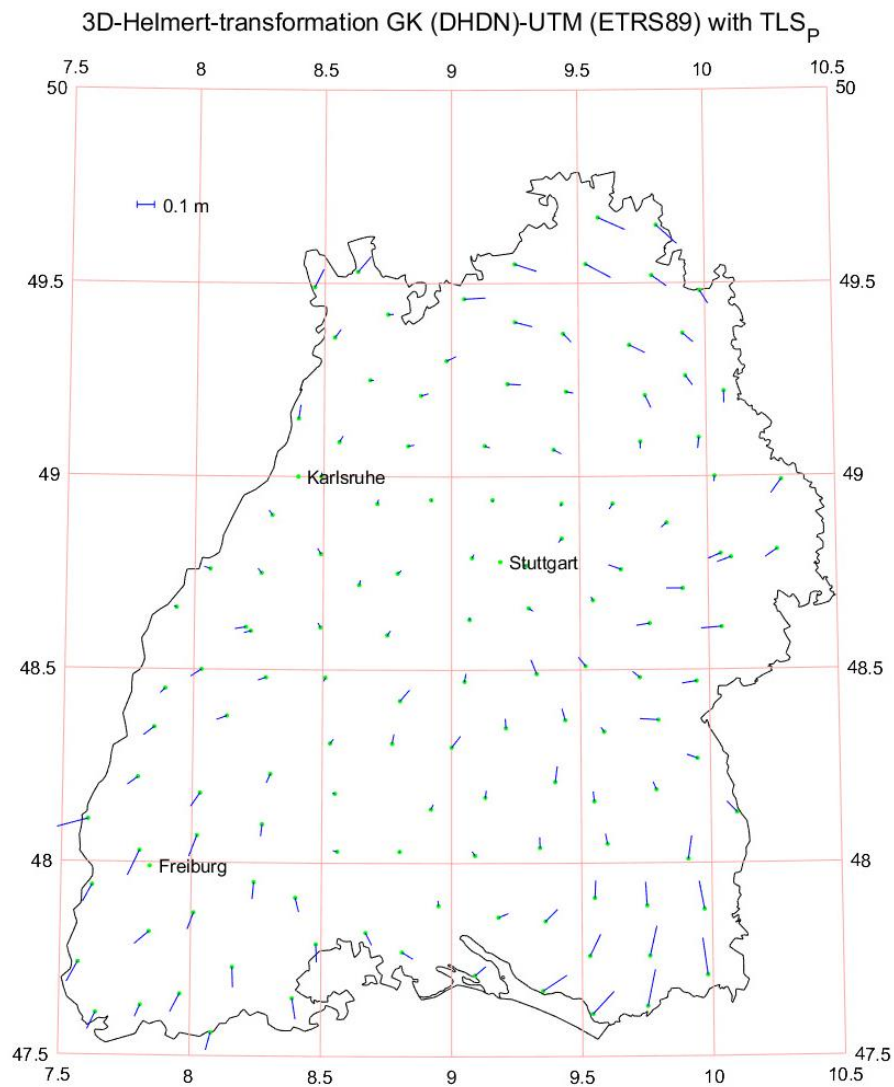 3D-Helmert-transformation GK (DHDN)-UTM (ETRS89) with TLSP
7.5 8 8.5 9 9.5 10 10.5
50 50
0.1 m
49.5 49.5
49 49
Karlsruhe
Stuttgart
48.5 48.5
48 48
Freiburg
47.5 47.5
7.5 8 8.5 9 9.5 10 10.5